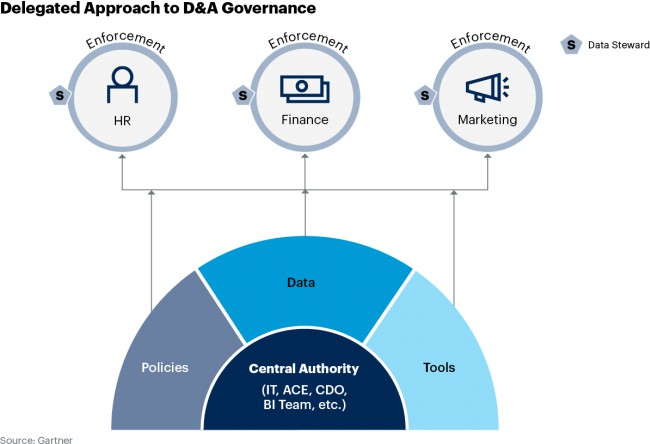 Delegated Approach to D&A Governance
Enforcement
Enforcement
Enforcement
S Data Steward
S
HR
S
Finance
S
Marketing
Data
Policies
Tools
Central Authority
(IT, ACE, CDO,
BI Team, etc.)
Source: Gartner